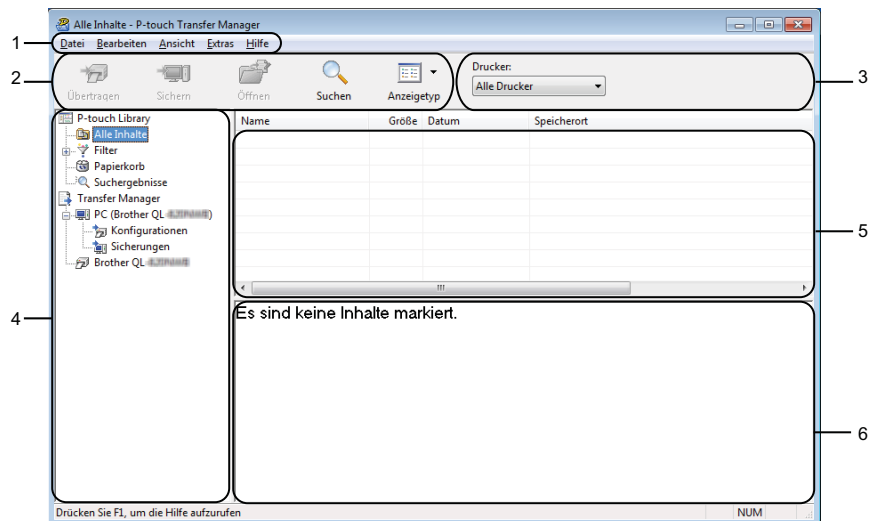 Alle Inhalte - P-touch Transfer Manager
1
Datei Bearbeiten Ansicht Extras Hilfe
2
Übertragen Sichern Öffnen Suchen Anzeigetyp
Drucker:
Alle Drucker
3
4
P-touch Library
Alle Inhalte
Filter
Papierkorb
Suchergebnisse
Transfer Manager
PC (Brother QL- )
Konfigurationen
Sicherungen
Brother QL-
Name Größe Datum Speicherort
5
Es sind keine Inhalte markiert.
6
Drücken Sie F1, um die Hilfe aufzurufen
NUM